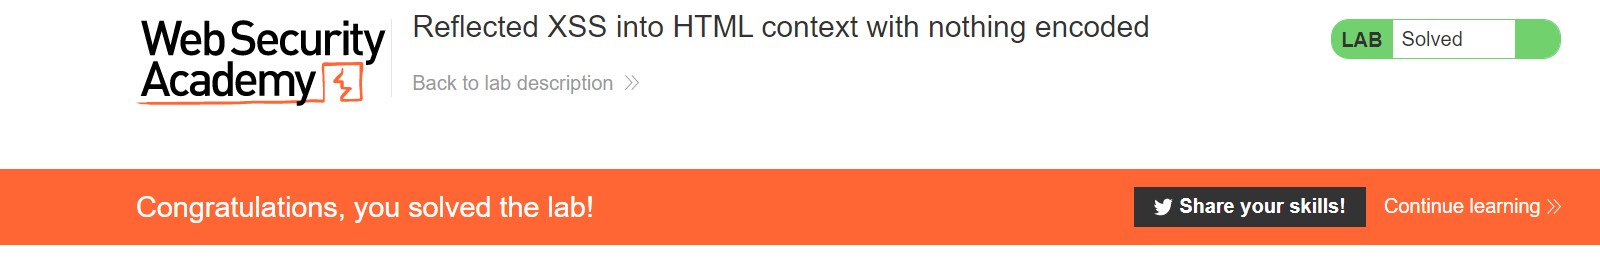 Web Security
Academy
Reflected XSS into HTML context with nothing encoded
Back to lab description
LAB Solved
Congratulations, you solved the lab!
Share your skills!
Continue learning